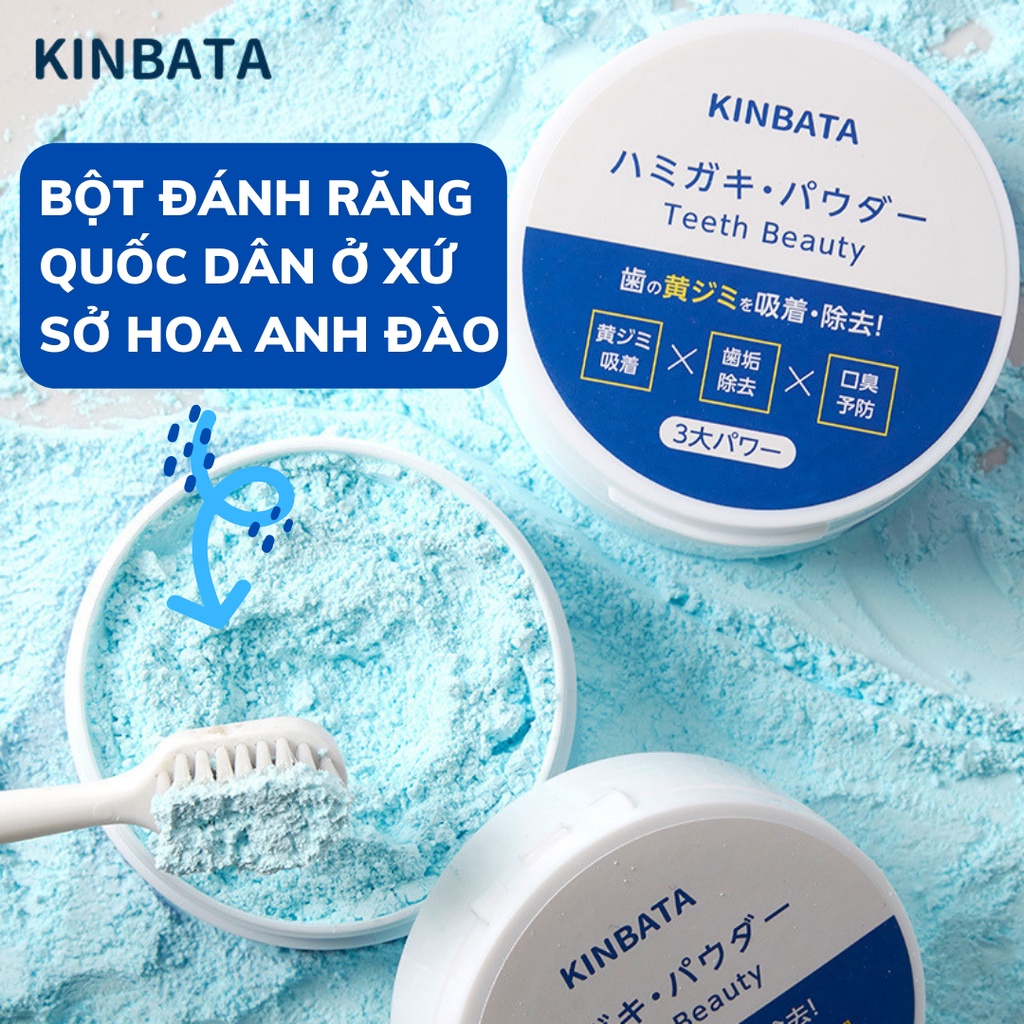 KINBATA
BỘT ĐÁNH RĂNG
QUỐC DÂN Ở XỨ
SỞ HOA ANH ĐÀO
KINBATA
ハミガキ・パウダー
Teeth Beauty
歯の黄ジミを吸着・除去!
黄ジミ
吸着
×
歯垢
除去
×
口臭
予防
3大パワー
KINBATA
ガキ・パウダー
Beauty
除去!